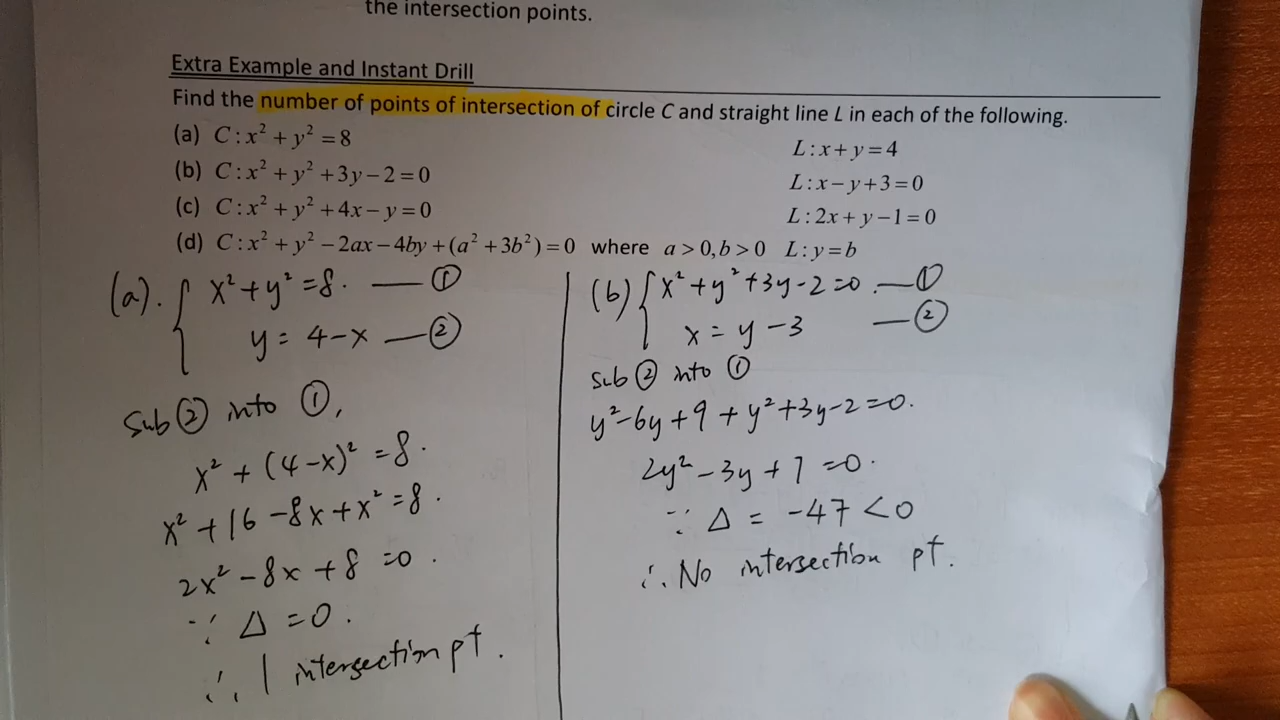 the intersection points.
Extra Example and Instant Drill
Find the number of points of intersection of circle C and straight line L in each of the following.
(a) C : x² + y² = 8 L : x + y = 4
(b) C : x² + y² + 3y − 2 = 0 L : x − y + 3 = 0
(c) C : x² + y² + 4x − y = 0 L : 2x + y − 1 = 0
(d) C : x² + y² − 2ax − 4by + (a² + 3b²) = 0 where a > 0, b > 0 L : y = b
(a). { x² + y² = 8. — ①
y = 4 − x — ②
Sub ② into ①,
x² + (4 − x)² = 8.
x² + 16 − 8x + x² = 8.
2x² − 8x + 8 = 0.
∵ Δ = 0.
∴ 1 intersection pt.
(b) { x² + y² + 3y − 2 = 0. — ①
x = y − 3 — ②
Sub ② into ①
y² − 6y + 9 + y² + 3y − 2 = 0.
2y² − 3y + 7 = 0.
∵ Δ = −47 < 0
∴ No intersection pt.